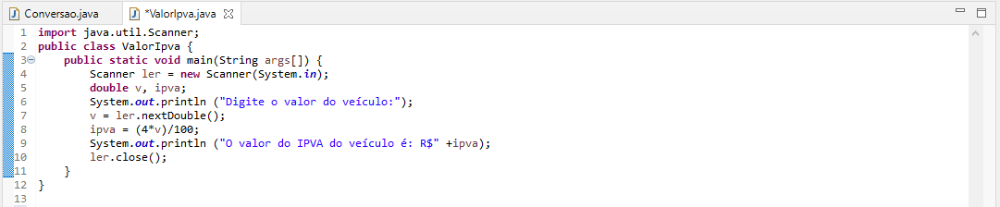 Conversao.java *ValorIpva.java
1 import java.util.Scanner;
2 public class ValorIpva {
3 public static void main(String args[]) {
4 Scanner ler = new Scanner(System.in);
5 double v, ipva;
6 System.out.println ("Digite o valor do veículo:");
7 v = ler.nextDouble();
8 ipva = (4*v)/100;
9 System.out.println ("O valor do IPVA do veículo é: R$" +ipva);
10 ler.close();
11 }
12 }
13